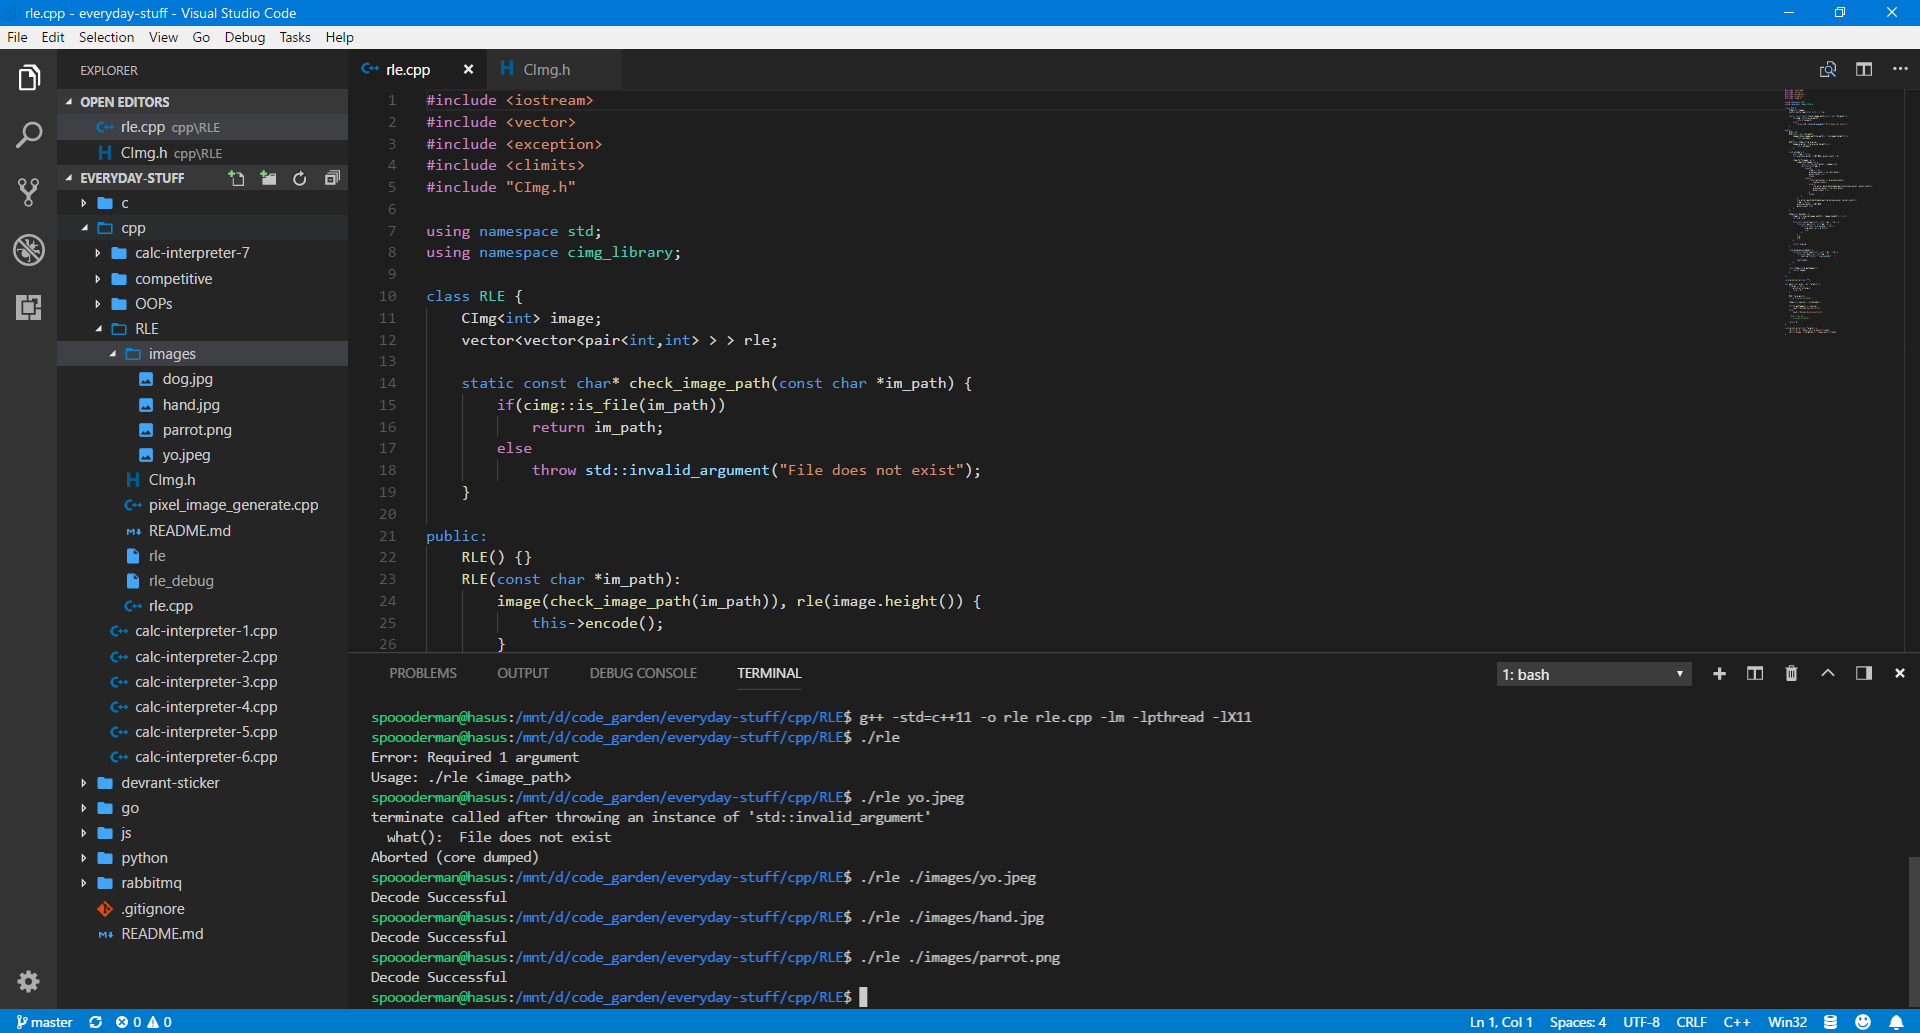 rle.cpp - everyday-stuff - Visual Studio Code
File Edit Selection View Go Debug Tasks Help
EXPLORER
OPEN EDITORS
rle.cpp cpp\RLE
CImg.h cpp\RLE
EVERYDAY-STUFF
c
cpp
calc-interpreter-7
competitive
OOPs
RLE
images
dog.jpg
hand.jpg
parrot.png
yo.jpeg
CImg.h
pixel_image_generate.cpp
README.md
rle
rle_debug
rle.cpp
calc-interpreter-1.cpp
calc-interpreter-2.cpp
calc-interpreter-3.cpp
calc-interpreter-4.cpp
calc-interpreter-5.cpp
calc-interpreter-6.cpp
devrant-sticker
go
js
python
rabbitmq
.gitignore
README.md
rle.cpp CImg.h
1 #include <iostream>
2 #include <vector>
3 #include <exception>
4 #include <climits>
5 #include "CImg.h"
6
7 using namespace std;
8 using namespace cimg_library;
9
10 class RLE {
11 CImg<int> image;
12 vector<vector<pair<int,int> > > rle;
13
14 static const char* check_image_path(const char *im_path) {
15 if(cimg::is_file(im_path))
16 return im_path;
17 else
18 throw std::invalid_argument("File does not exist");
19 }
20
21 public:
22 RLE() {}
23 RLE(const char *im_path):
24 image(check_image_path(im_path)), rle(image.height()) {
25 this->encode();
26 }
PROBLEMS OUTPUT DEBUG CONSOLE TERMINAL 1: bash
spoooderman@hasus:/mnt/d/code_garden/everyday-stuff/cpp/RLE$ g++ -std=c++11 -o rle rle.cpp -lm -lpthread -lX11
spoooderman@hasus:/mnt/d/code_garden/everyday-stuff/cpp/RLE$ ./rle
Error: Required 1 argument
Usage: ./rle <image_path>
spoooderman@hasus:/mnt/d/code_garden/everyday-stuff/cpp/RLE$ ./rle yo.jpeg
terminate called after throwing an instance of 'std::invalid_argument'
what(): File does not exist
Aborted (core dumped)
spoooderman@hasus:/mnt/d/code_garden/everyday-stuff/cpp/RLE$ ./rle ./images/yo.jpeg
Decode Successful
spoooderman@hasus:/mnt/d/code_garden/everyday-stuff/cpp/RLE$ ./rle ./images/hand.jpg
Decode Successful
spoooderman@hasus:/mnt/d/code_garden/everyday-stuff/cpp/RLE$ ./rle ./images/parrot.png
Decode Successful
spoooderman@hasus:/mnt/d/code_garden/everyday-stuff/cpp/RLE$
master 0 0 Ln 1, Col 1 Spaces: 4 UTF-8 CRLF C++ Win32